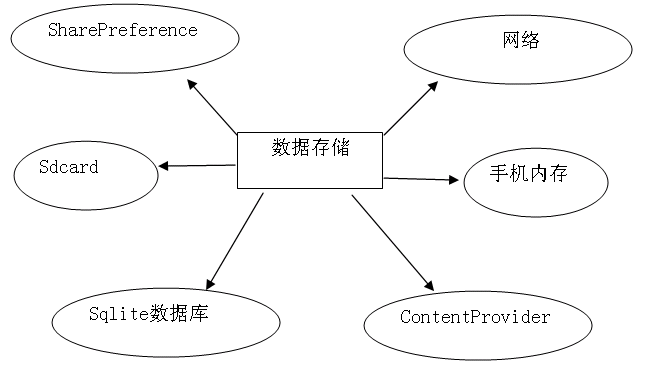 SharePreference
网络
数据存储
Sdcard
手机内存
Sqlite数据库
ContentProvider